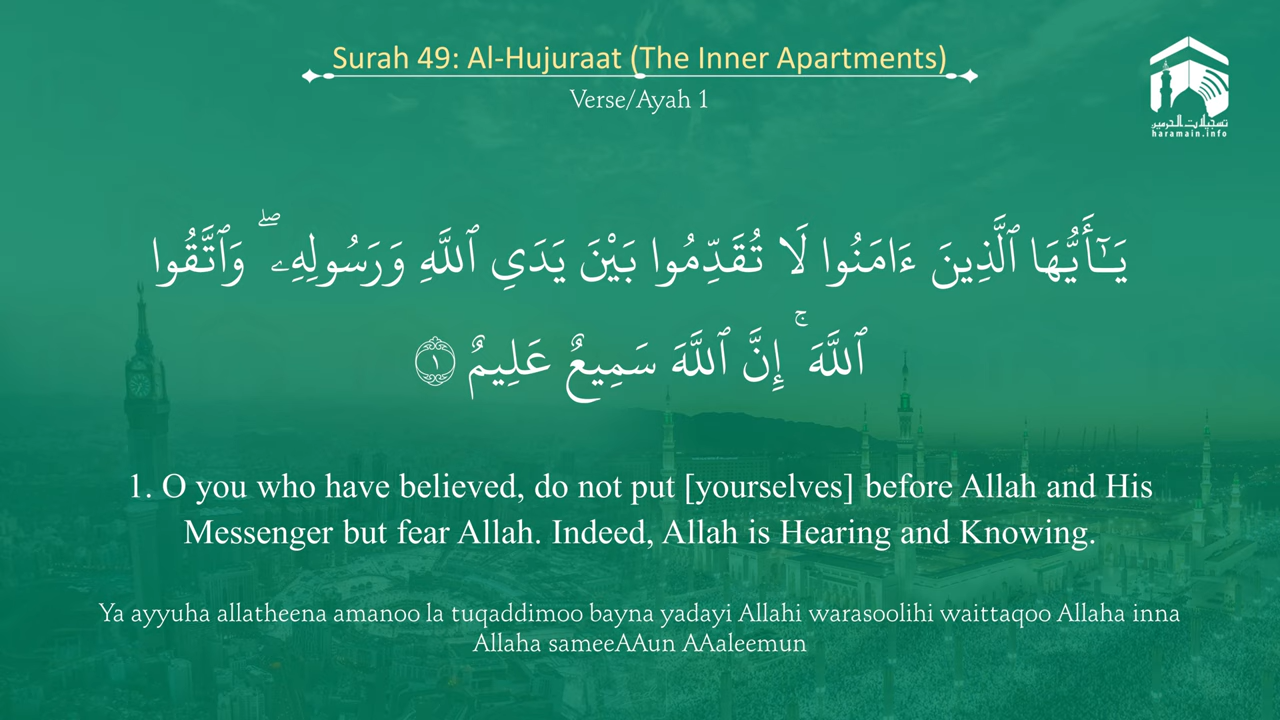 Surah 49: Al-Hujuraat (The Inner Apartments)
Verse/Ayah 1
تسجيلات الحرمين
haramain.info
يَـٰٓأَيُّهَا ٱلَّذِينَ ءَامَنُوا لَا تُقَدِّمُوا بَيْنَ يَدَىِ ٱللَّهِ وَرَسُولِهِۦ ۖ وَٱتَّقُوا
ٱللَّهَ ۚ إِنَّ ٱللَّهَ سَمِيعٌ عَلِيمٌ ١
1. O you who have believed, do not put [yourselves] before Allah and His
Messenger but fear Allah. Indeed, Allah is Hearing and Knowing.
Ya ayyuha allatheena amanoo la tuqaddimoo bayna yadayi Allahi warasoolihi waittaqoo Allaha inna
Allaha sameeAAun AAaleemun